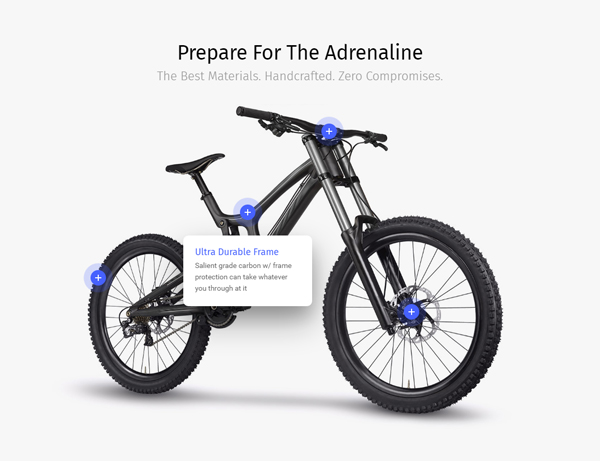 Prepare For The Adrenaline
The Best Materials. Handcrafted. Zero Compromises.
Ultra Durable Frame
Salient grade carbon w/ frame
protection can take whatever
you through at it